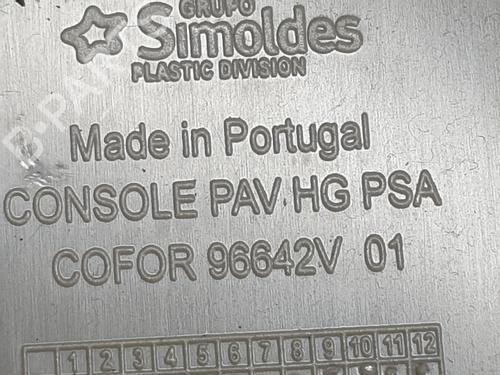 GRUPO
Simoldes
PLASTIC DIVISION
Made in Portugal
CONSOLE PAV HG PSA
COFOR 96642V 01
1 2 3 4 5 6 7 8 9 10 11 12